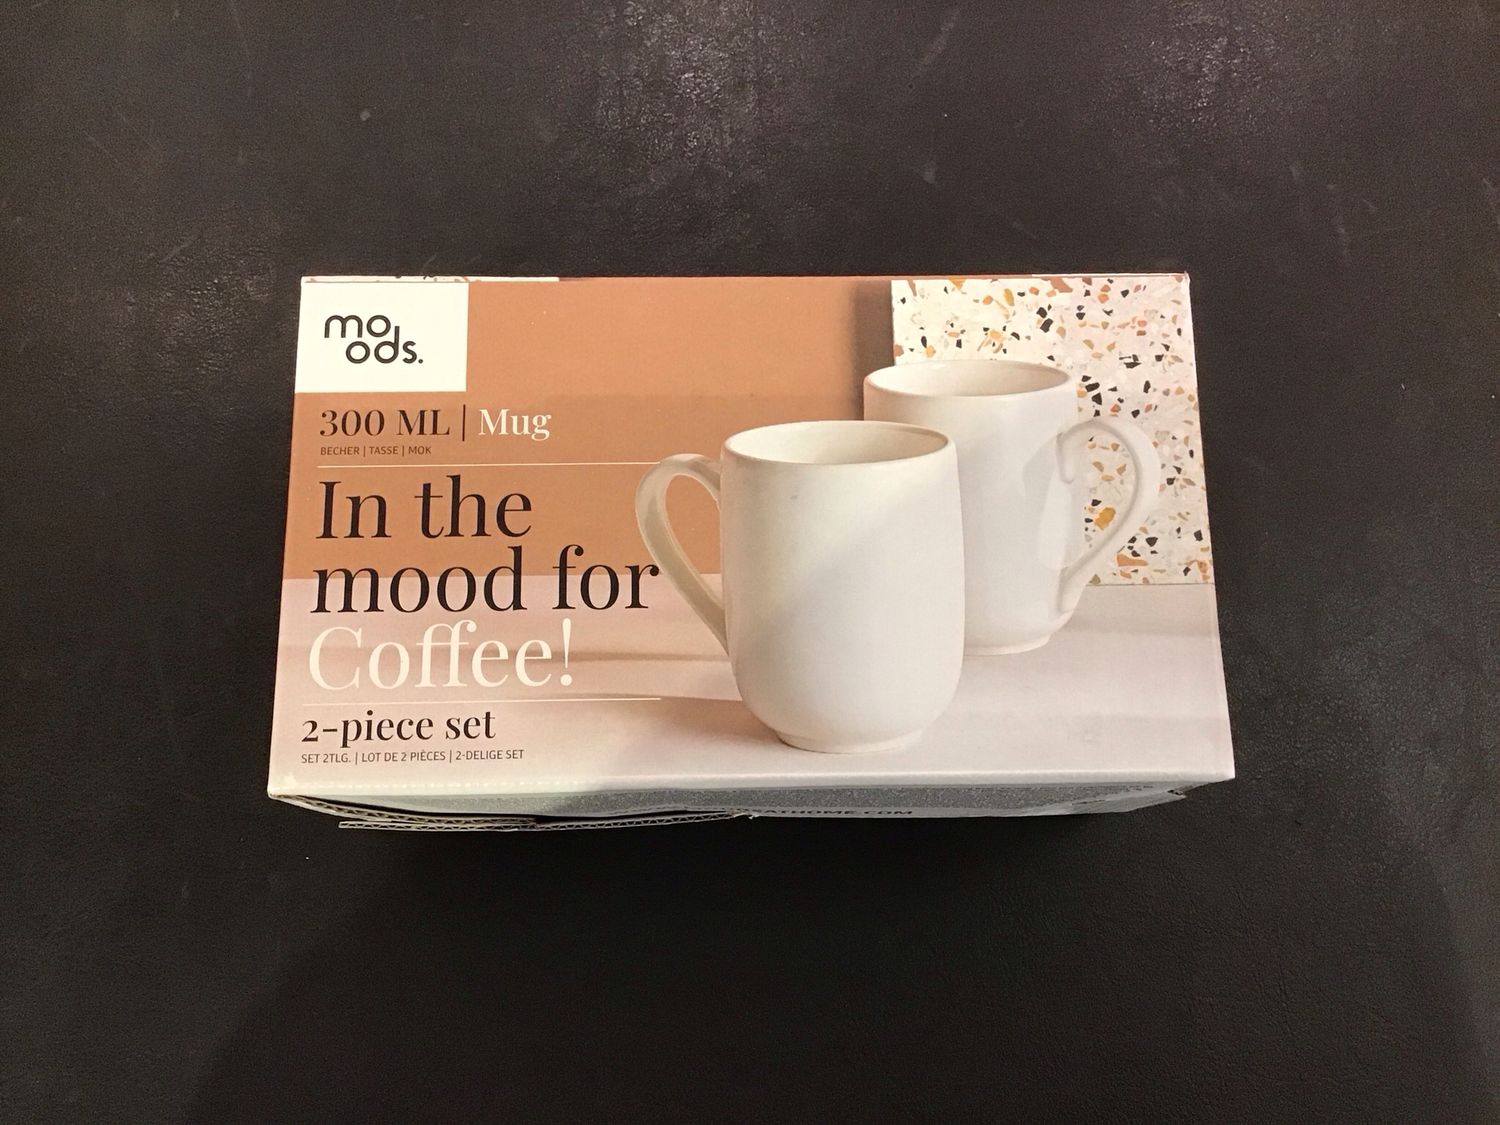 mo
ods.
300 ML | Mug
BECHER | TASSE | MOK
In the
mood for
Coffee!
2-piece set
SET 2TLG. | LOT DE 2 PIÈCES | 2-DELIGE SET